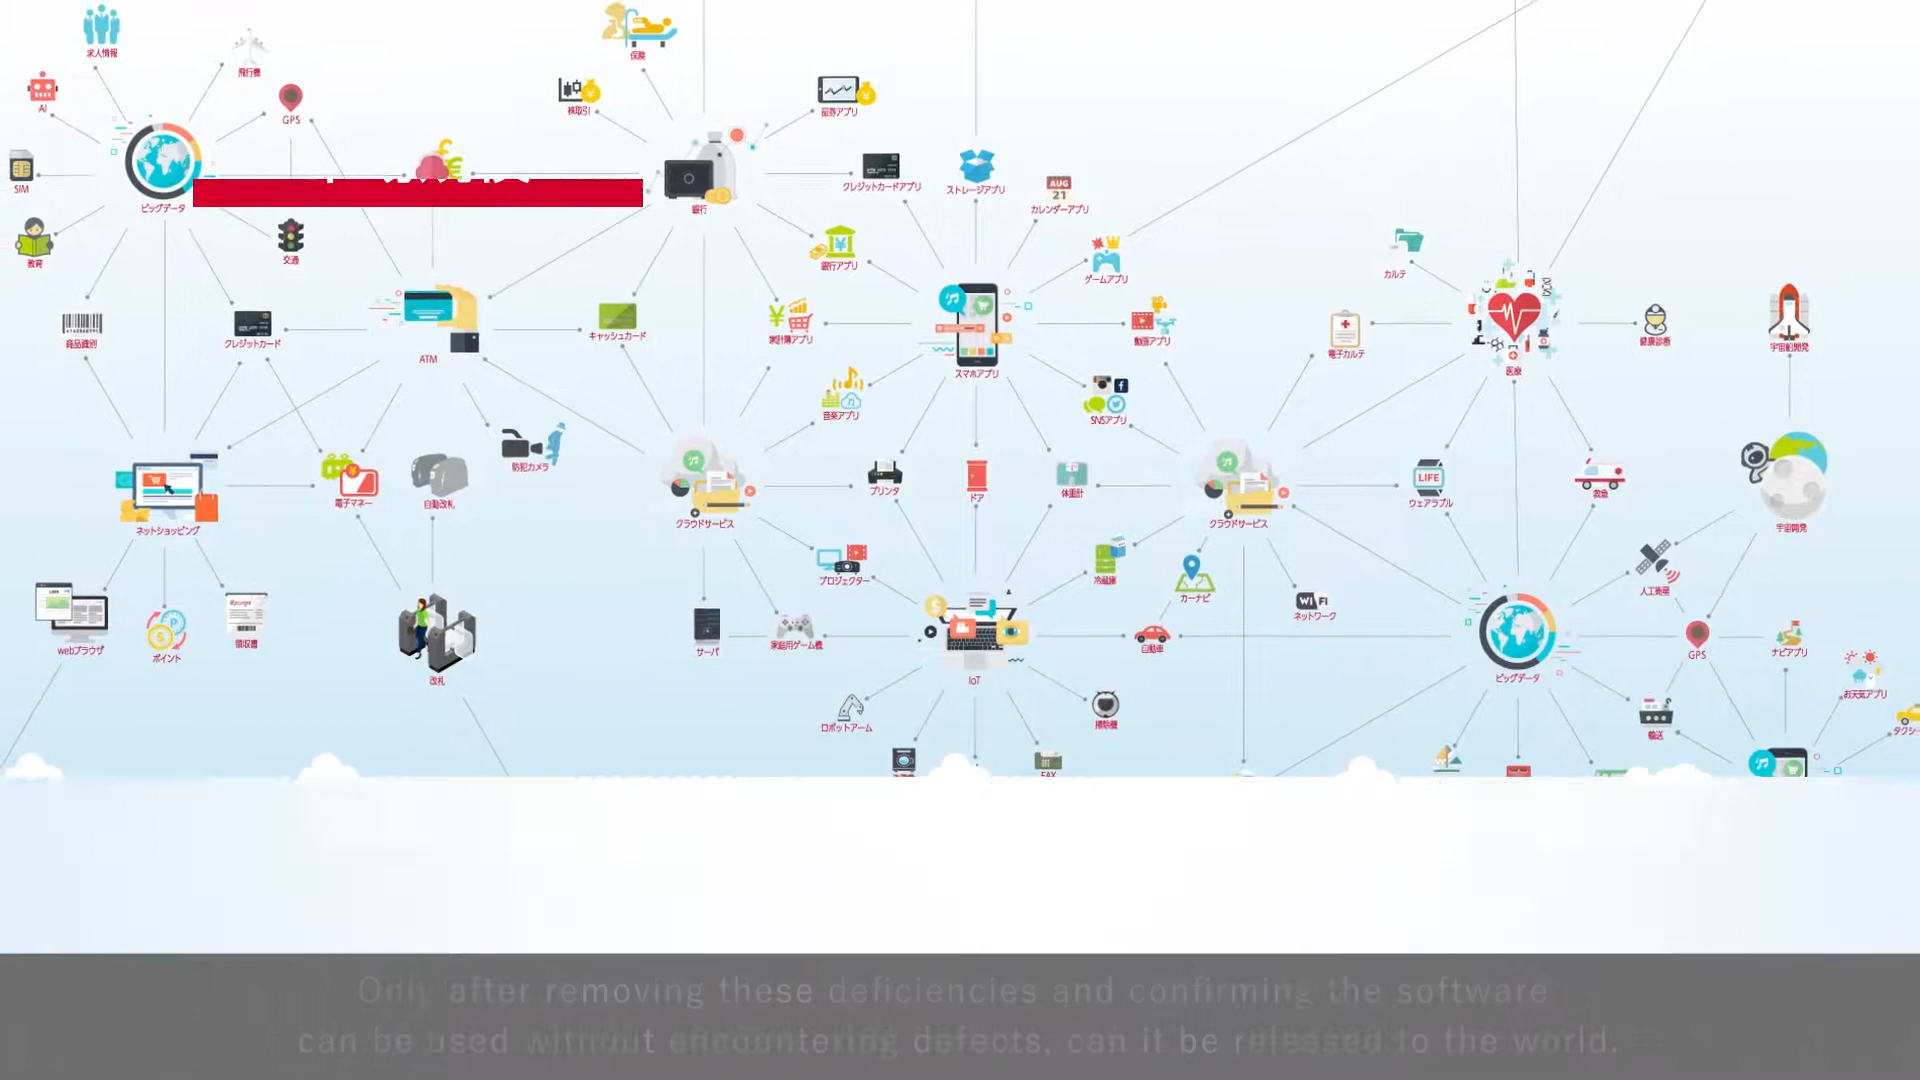 求人情報
飛行機
保険
AI
GPS
株取引
証券アプリ
SIM
ビッグデータ
銀行
クレジットカードアプリ
ストレージアプリ
AUG
21
カレンダーアプリ
教育
交通
銀行アプリ
ゲームアプリ
カルテ
商品識別
クレジットカード
ATM
キャッシュカード
家計簿アプリ
スマホアプリ
動画アプリ
電子カルテ
医療
健康診断
宇宙船開発
音楽アプリ
SNSアプリ
ネットショッピング
電子マネー
自動改札
防犯カメラ
クラウドサービス
プリンタ
ドア
体重計
クラウドサービス
LIFE
ウェアラブル
救急
宇宙開発
プロジェクター
冷蔵庫
カーナビ
WiFi
ネットワーク
人工衛星
webブラウザ
ポイント
Receipt
領収書
改札
サーバ
家庭用ゲーム機
IoT
自動車
ビッグデータ
GPS
ナビアプリ
お天気アプリ
ロボットアーム
掃除機
輸送
タクシー
FAX
Only after removing these deficiencies and confirming the software
can be used without encountering defects, can it be released to the world.